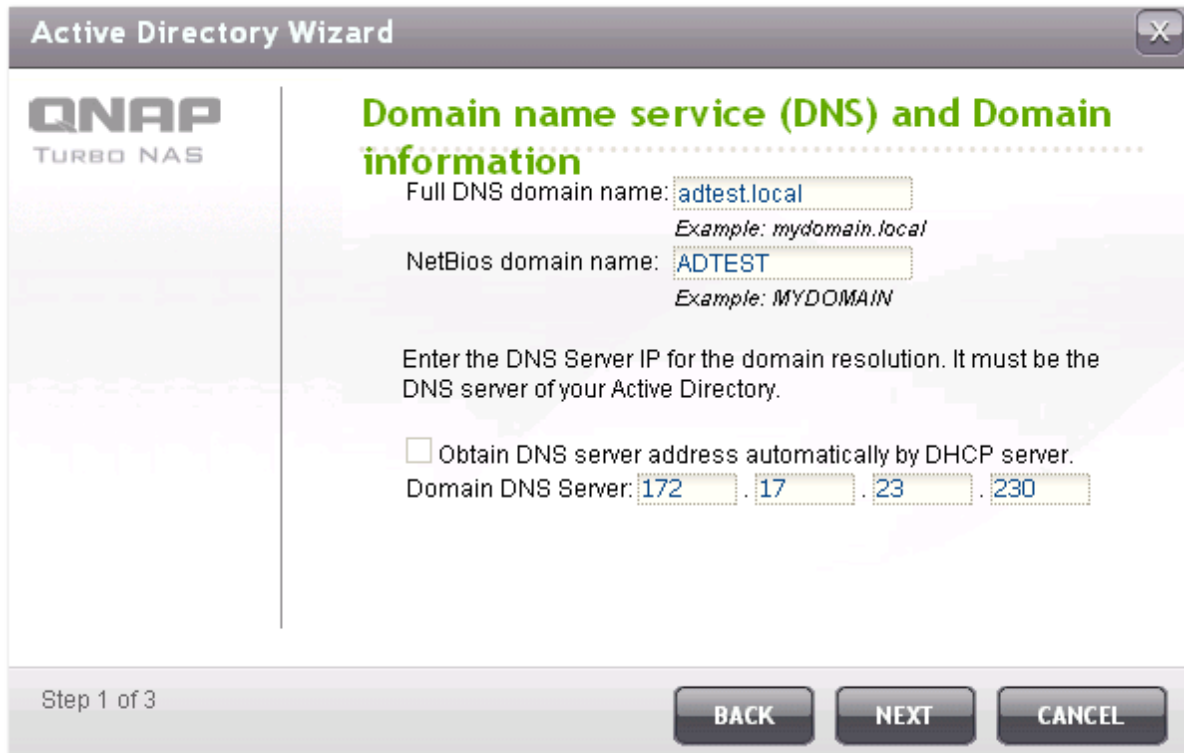 Active Directory Wizard
X
QNAP
TURBO NAS
Domain name service (DNS) and Domain
information
Full DNS domain name: adtest.local
Example: mydomain.local
NetBios domain name: ADTEST
Example: MYDOMAIN
Enter the DNS Server IP for the domain resolution. It must be the
DNS server of your Active Directory.
Obtain DNS server address automatically by DHCP server.
Domain DNS Server: 172 . 17 . 23 . 230
Step 1 of 3
BACK NEXT CANCEL